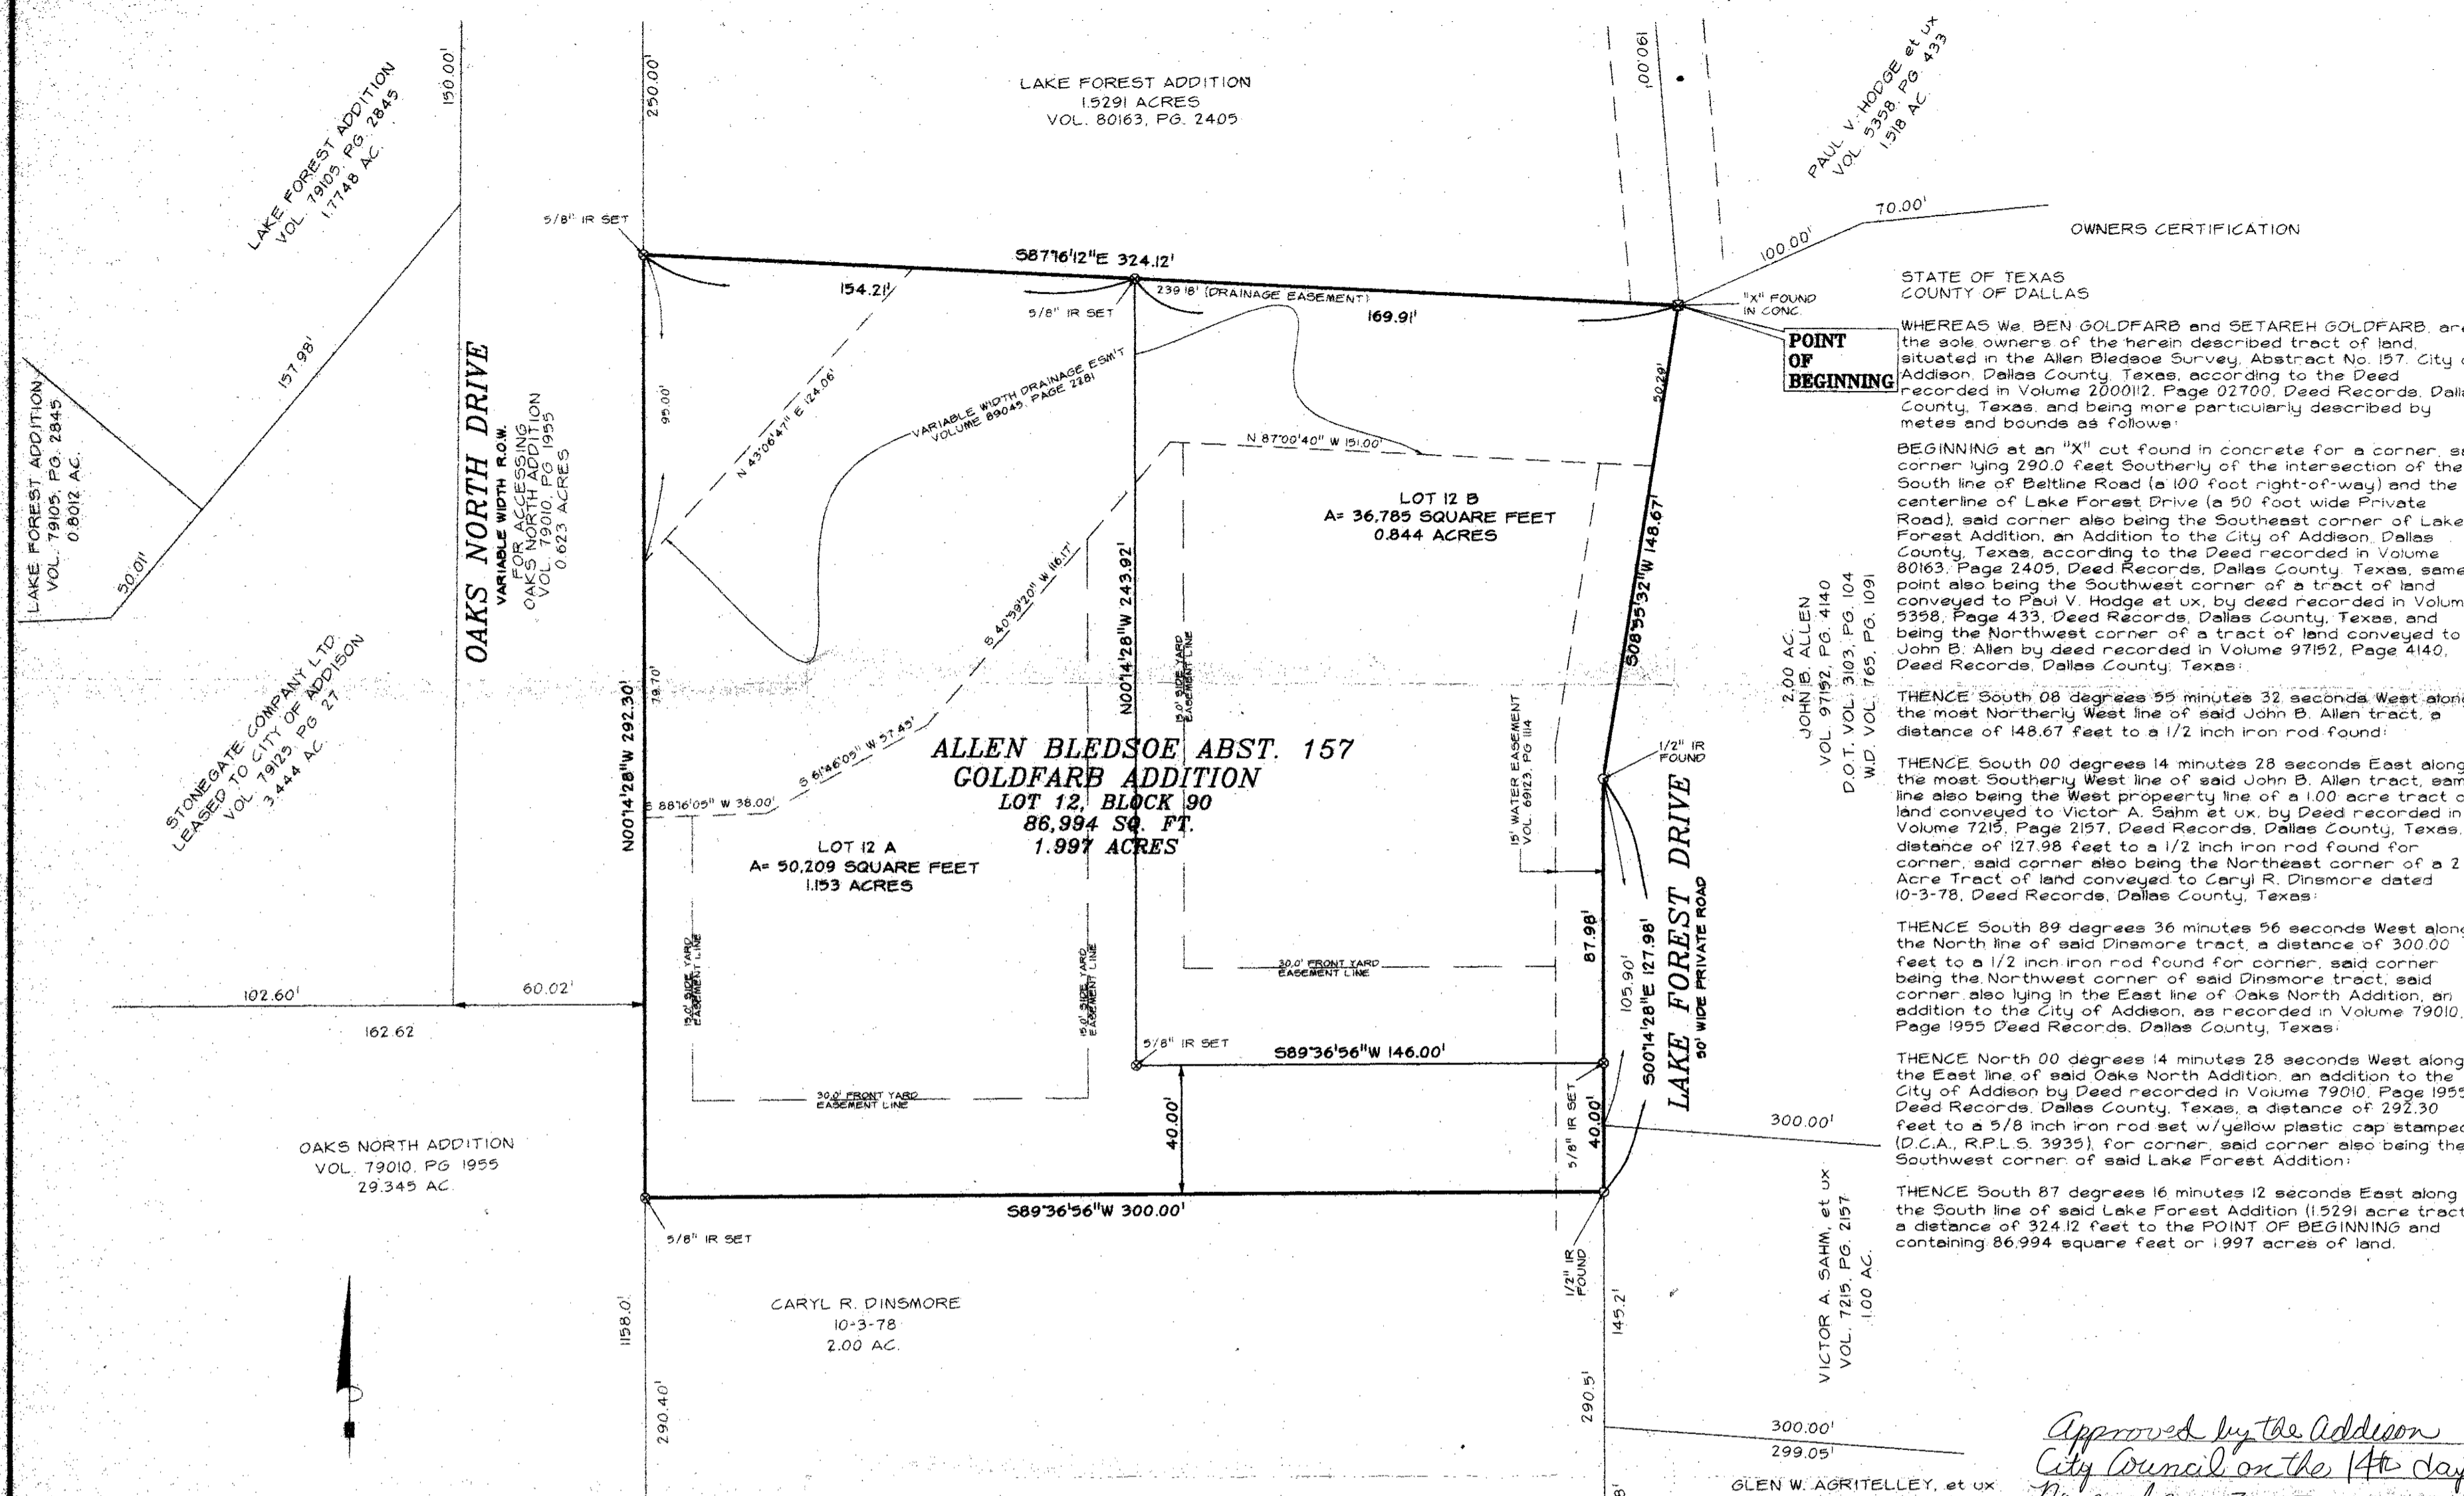 LAKE FOREST ADDITION
VOL. 79105, PG. 2845
1.7748 AC.
150.00'
250.00'
LAKE FOREST ADDITION
1.5291 ACRES
VOL. 80163, PG. 2405
190.00'
PAUL V. HODGE et ux
VOL. 5358, PG. 433
1.518 AC.
70.00'
100.00'
5/8" IR SET
S87°16'12"E 324.12'
154.21'
5/8" IR SET
239.18' (DRAINAGE EASEMENT)
169.91'
"X" FOUND
IN CONC.
POINT
OF
BEGINNING
157.98'
50.01'
LAKE FOREST ADDITION
VOL. 79105, PG. 2845
0.8012 AC.
OAKS NORTH DRIVE
VARIABLE WIDTH R.O.W.
FOR ACCESSING
OAKS NORTH ADDITION
VOL. 79010, PG 1955
0.623 ACRES
95.00'
N 43°06'47" E 124.06'
VARIABLE WIDTH DRAINAGE ESM'T
VOLUME 89045, PAGE 2281
N 87°00'40" W 151.00'
50.29'
LOT 12 B
A= 36,785 SQUARE FEET
0.844 ACRES
S08°55'32"W 148.67'
S 40°59'20" W 116.17'
N00°14'28"W 243.92'
15.0' SIDE YARD
EASEMENT LINE
2.00 AC.
JOHN B. ALLEN
VOL. 97152, PG. 4140
D.O.T. VOL. 3103, PG. 104
W.D. VOL. 765, PG. 1091
STONEGATE COMPANY LTD.
LEASED TO CITY OF ADDISON
VOL. 79125, PG 27
3.444 AC.
N00°14'28"W 292.30'
79.70'
S 61°46'05" W 57.45'
S 88°16'05" W 38.00'
ALLEN BLEDSOE ABST. 157
GOLDFARB ADDITION
LOT 12, BLOCK 90
86,994 SQ. FT.
1.997 ACRES
LOT 12 A
A= 50,209 SQUARE FEET
1.153 ACRES
15' WATER EASEMENT
VOL. 69123, PG 1114
1/2" IR
FOUND
LAKE FOREST DRIVE
50' WIDE PRIVATE ROAD
87.98'
105.90'
S00°14'28"E 127.98'
15.0' SIDE YARD
EASEMENT LINE
15.0' SIDE YARD
EASEMENT LINE
30.0' FRONT YARD
EASEMENT LINE
102.60'
60.02'
162.62
5/8" IR SET
S89°36'56"W 146.00'
30.0' FRONT YARD
EASEMENT LINE
40.00'
5/8" IR SET
40.00'
300.00'
OAKS NORTH ADDITION
VOL. 79010, PG 1955
29.345 AC.
S89°36'56"W 300.00'
5/8" IR SET
1/2" IR
FOUND
CARYL R. DINSMORE
10-3-78
2.00 AC.
1158.0'
290.40'
145.2'
290.5'
VICTOR A. SAHM, et ux
VOL. 7215, PG. 2157
1.00 AC.
300.00'
299.05'
GLEN W. AGRITELLEY, et ux
OWNERS CERTIFICATION
STATE OF TEXAS
COUNTY OF DALLAS
WHEREAS We, BEN GOLDFARB and SETAREH GOLDFARB, are
the sole owners of the herein described tract of land,
situated in the Allen Bledsoe Survey, Abstract No. 157, City
Addison, Dallas County, Texas, according to the Deed
recorded in Volume 2000112, Page 02700, Deed Records,
County, Texas, and being more particularly described by
metes and bounds as follows:
BEGINNING at an "X" cut found in concrete for a corner,
corner lying 290.0 feet Southerly of the intersection of the
South line of Beltline Road (a 100 foot right-of-way) and the
centerline of Lake Forest Drive (a 50 foot wide Private
Road), said corner also being the Southeast corner of Lake
Forest Addition, an Addition to the City of Addison, Dallas
County, Texas, according to the Deed recorded in Volume
80163, Page 2405, Deed Records, Dallas County, Texas, same
point also being the Southwest corner of a tract of land
conveyed to Paul V. Hodge et ux, by deed recorded in Volum
5358, Page 433, Deed Records, Dallas County, Texas, and
being the Northwest corner of a tract of land conveyed to
John B. Allen by deed recorded in Volume 97152, Page 4140,
Deed Records, Dallas County, Texas:
THENCE South 08 degrees 55 minutes 32 seconds West along
the most Northerly West line of said John B. Allen tract, a
distance of 148.67 feet to a 1/2 inch iron rod found:
THENCE South 00 degrees 14 minutes 28 seconds East along
the most Southerly West line of said John B. Allen tract, sam
line also being the West propeerty line of a 1.00 acre tract
land conveyed to Victor A. Sahm et ux, by Deed recorded in
Volume 7215, Page 2157, Deed Records, Dallas County, Texas,
distance of 127.98 feet to a 1/2 inch iron rod found for
corner, said corner also being the Northeast corner of a 2
Acre Tract of land conveyed to Caryl R. Dinsmore dated
10-3-78, Deed Records, Dallas County, Texas:
THENCE South 89 degrees 36 minutes 56 seconds West along
the North line of said Dinsmore tract, a distance of 300.00
feet to a 1/2 inch iron rod found for corner, said corner
being the Northwest corner of said Dinsmore tract, said
corner also lying in the East line of Oaks North Addition, an
addition to the City of Addison, as recorded in Volume 79010,
Page 1955 Deed Records, Dallas County, Texas:
THENCE North 00 degrees 14 minutes 28 seconds West along
the East line of said Oaks North Addition, an addition to the
City of Addison by Deed recorded in Volume 79010, Page 1955
Deed Records, Dallas County, Texas, a distance of 292.30
feet to a 5/8 inch iron rod set w/yellow plastic cap stamped
(D.C.A., R.P.L.S. 3935), for corner, said corner also being the
Southwest corner of said Lake Forest Addition:
THENCE South 87 degrees 16 minutes 12 seconds East along
the South line of said Lake Forest Addition (1.5291 acre tract
a distance of 324.12 feet to the POINT OF BEGINNING and
containing 86,994 square feet or 1.997 acres of land.
Approved by the Addison
City Council on the 14th day